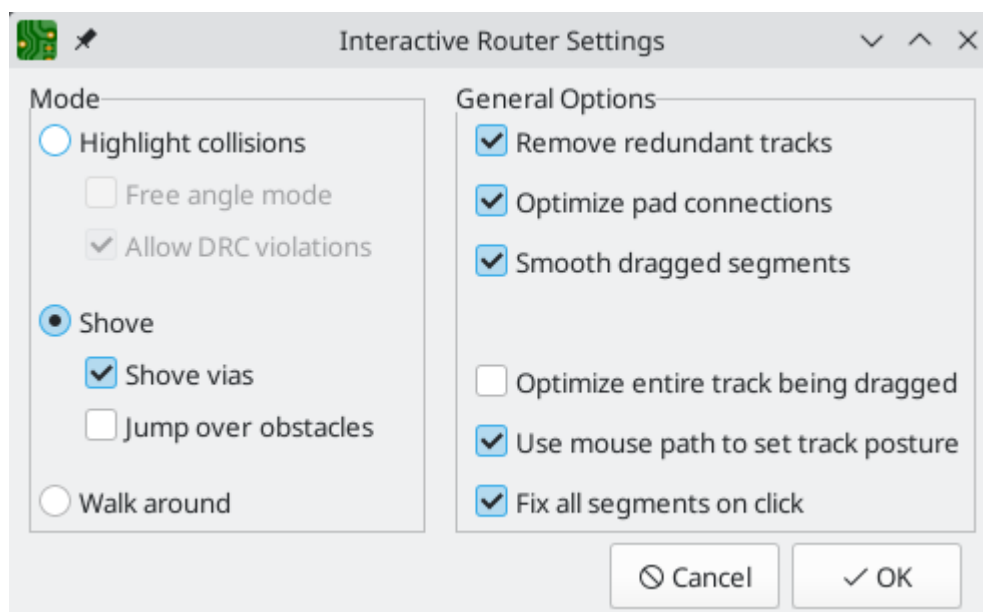 Interactive Router Settings
Mode
Highlight collisions
Free angle mode
Allow DRC violations
Shove
Shove vias
Jump over obstacles
Walk around
General Options
Remove redundant tracks
Optimize pad connections
Smooth dragged segments
Optimize entire track being dragged
Use mouse path to set track posture
Fix all segments on click
Cancel
OK